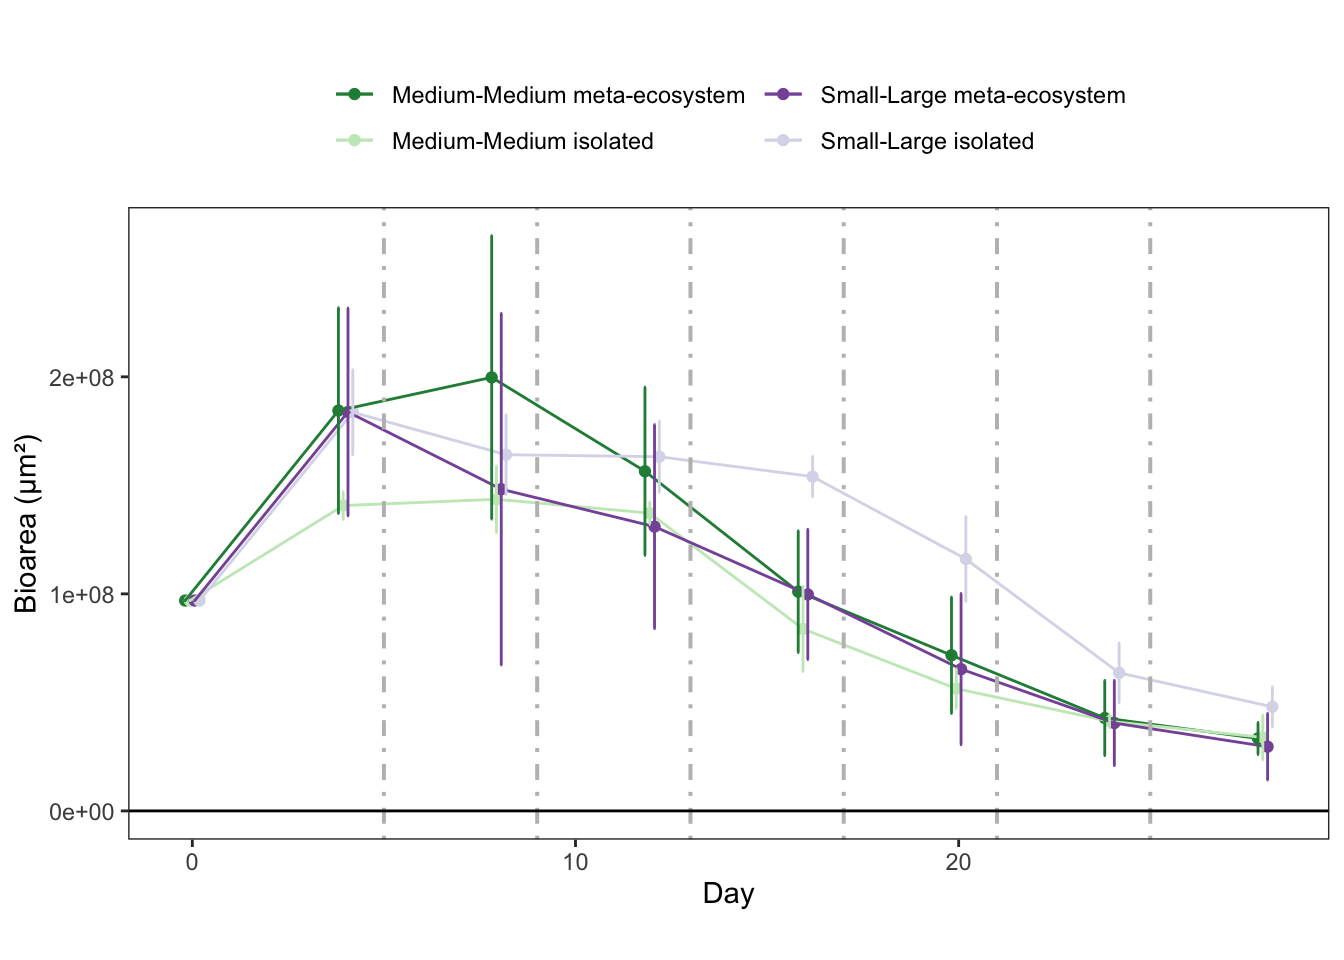 Medium-Medium meta-ecosystem
Small-Large meta-ecosystem
Medium-Medium isolated
Small-Large isolated
Bioarea (μm²)
2e+08
1e+08
0e+00
0
10
20
Day